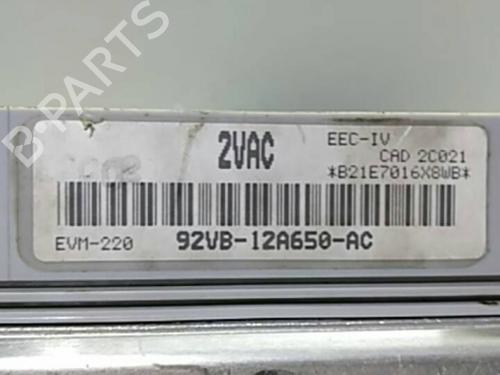 B-PARTS
2VAC
EEC-IV
CAD 2C021
*B21E7016X8WB*
EVM-220
92VB-12A650-AC